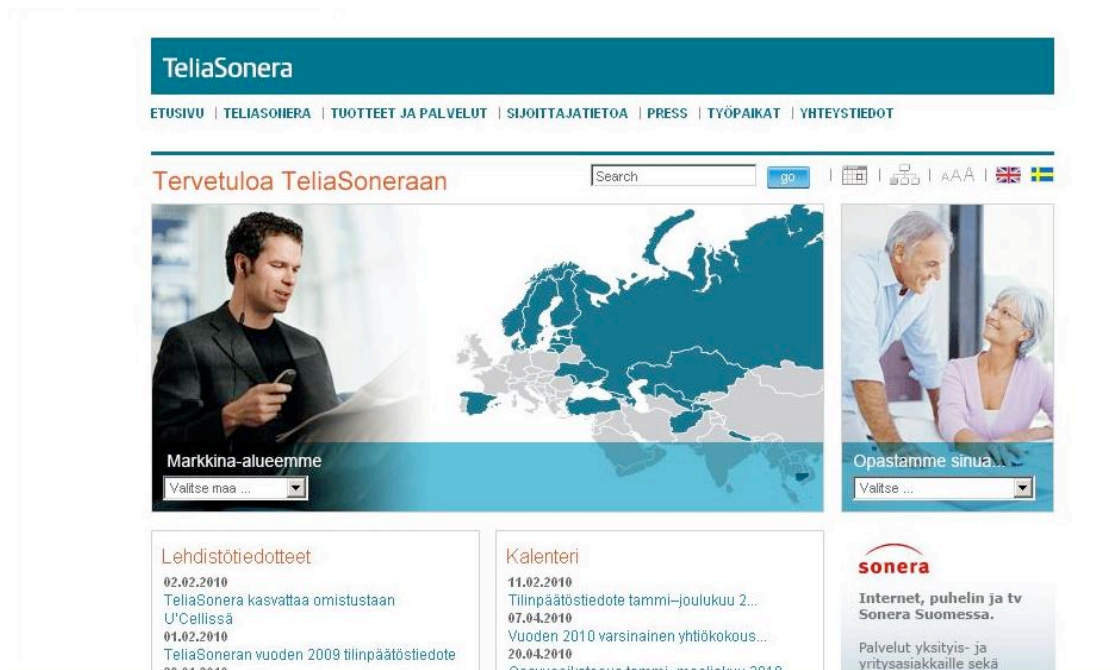 TeliaSonera
ETUSIVU | TELIASONERA | TUOTTEET JA PALVELUT | SIJOITTAJATIETOA | PRESS | TYÖPAIKAT | YHTEYSTIEDOT
Tervetuloa TeliaSoneraan
Search go | | | AAA |
Markkina-alueemme
Valitse maa ...
Opastamme sinua...
Valitse ...
Lehdistötiedotteet
02.02.2010
TeliaSonera kasvattaa omistustaan
U'Cellissä
01.02.2010
TeliaSoneran vuoden 2009 tilinpäätöstiedote
Kalenteri
11.02.2010
Tilinpäätöstiedote tammi–joulukuu 2...
07.04.2010
Vuoden 2010 varsinainen yhtiökokous...
20.04.2010
sonera
Internet, puhelin ja tv
Sonera Suomessa.
Palvelut yksityis- ja
yritysasiakkaille sekä